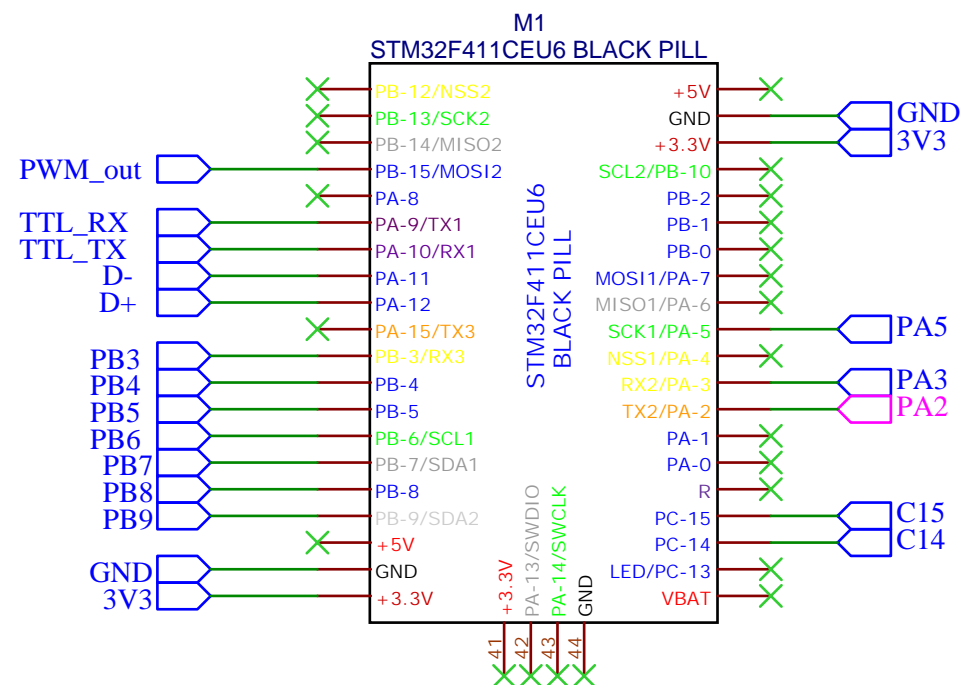 M1
STM32F411CEU6 BLACK PILL
PB-12/NSS2
+5V
PB-13/SCK2
GND
GND
PB-14/MISO2
+3.3V
3V3
PWM_out
PB-15/MOSI2
SCL2/PB-10
PA-8
PB-2
TTL_RX
PA-9/TX1
PB-1
TTL_TX
PA-10/RX1
PB-0
D-
PA-11
MOSI1/PA-7
D+
PA-12
MISO1/PA-6
PA-15/TX3
SCK1/PA-5
PA5
PB3
PB-3/RX3
NSS1/PA-4
PB4
PB-4
RX2/PA-3
PA3
PB5
PB-5
TX2/PA-2
PA2
PB6
PB-6/SCL1
PA-1
PB7
PB-7/SDA1
PA-0
PB8
PB-8
R
PB9
PB-9/SDA2
PC-15
C15
+5V
PC-14
C14
GND
GND
LED/PC-13
3V3
+3.3V
VBAT
STM32F411CEU6
BLACK PILL
+3.3V
PA-13/SWDIO
PA-14/SWCLK
GND
41
42
43
44